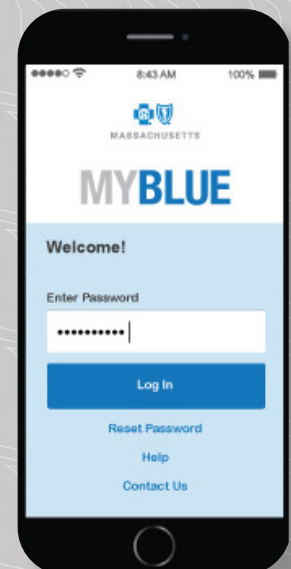 8:43 AM 100%
MASSACHUSETTS
MYBLUE
Welcome!
Enter Password
••••••••••
Log In
Reset Password
Help
Contact Us